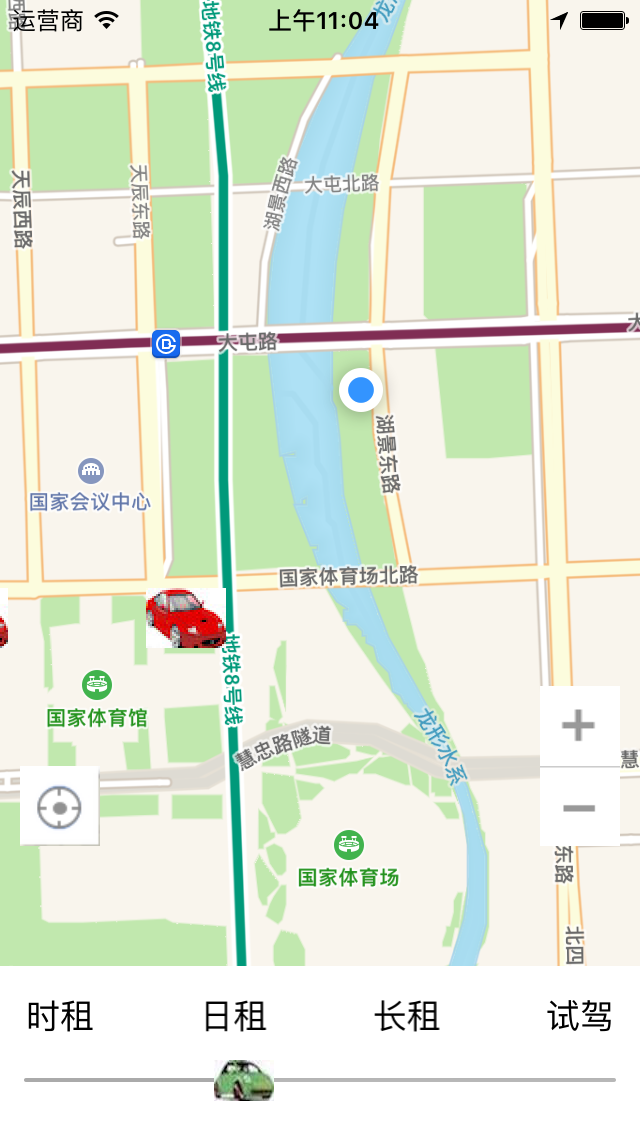 运营商
上午11:04
地铁8号线
龙
天辰西路
天辰东路
湖景西路
大屯北路
大屯路
大
湖景东路
国家会议中心
国家体育场北路
地铁8号线
国家体育馆
慧忠路隧道
龙形水系
慧
国家体育场
东路
北四
时租
日租
长租
试驾